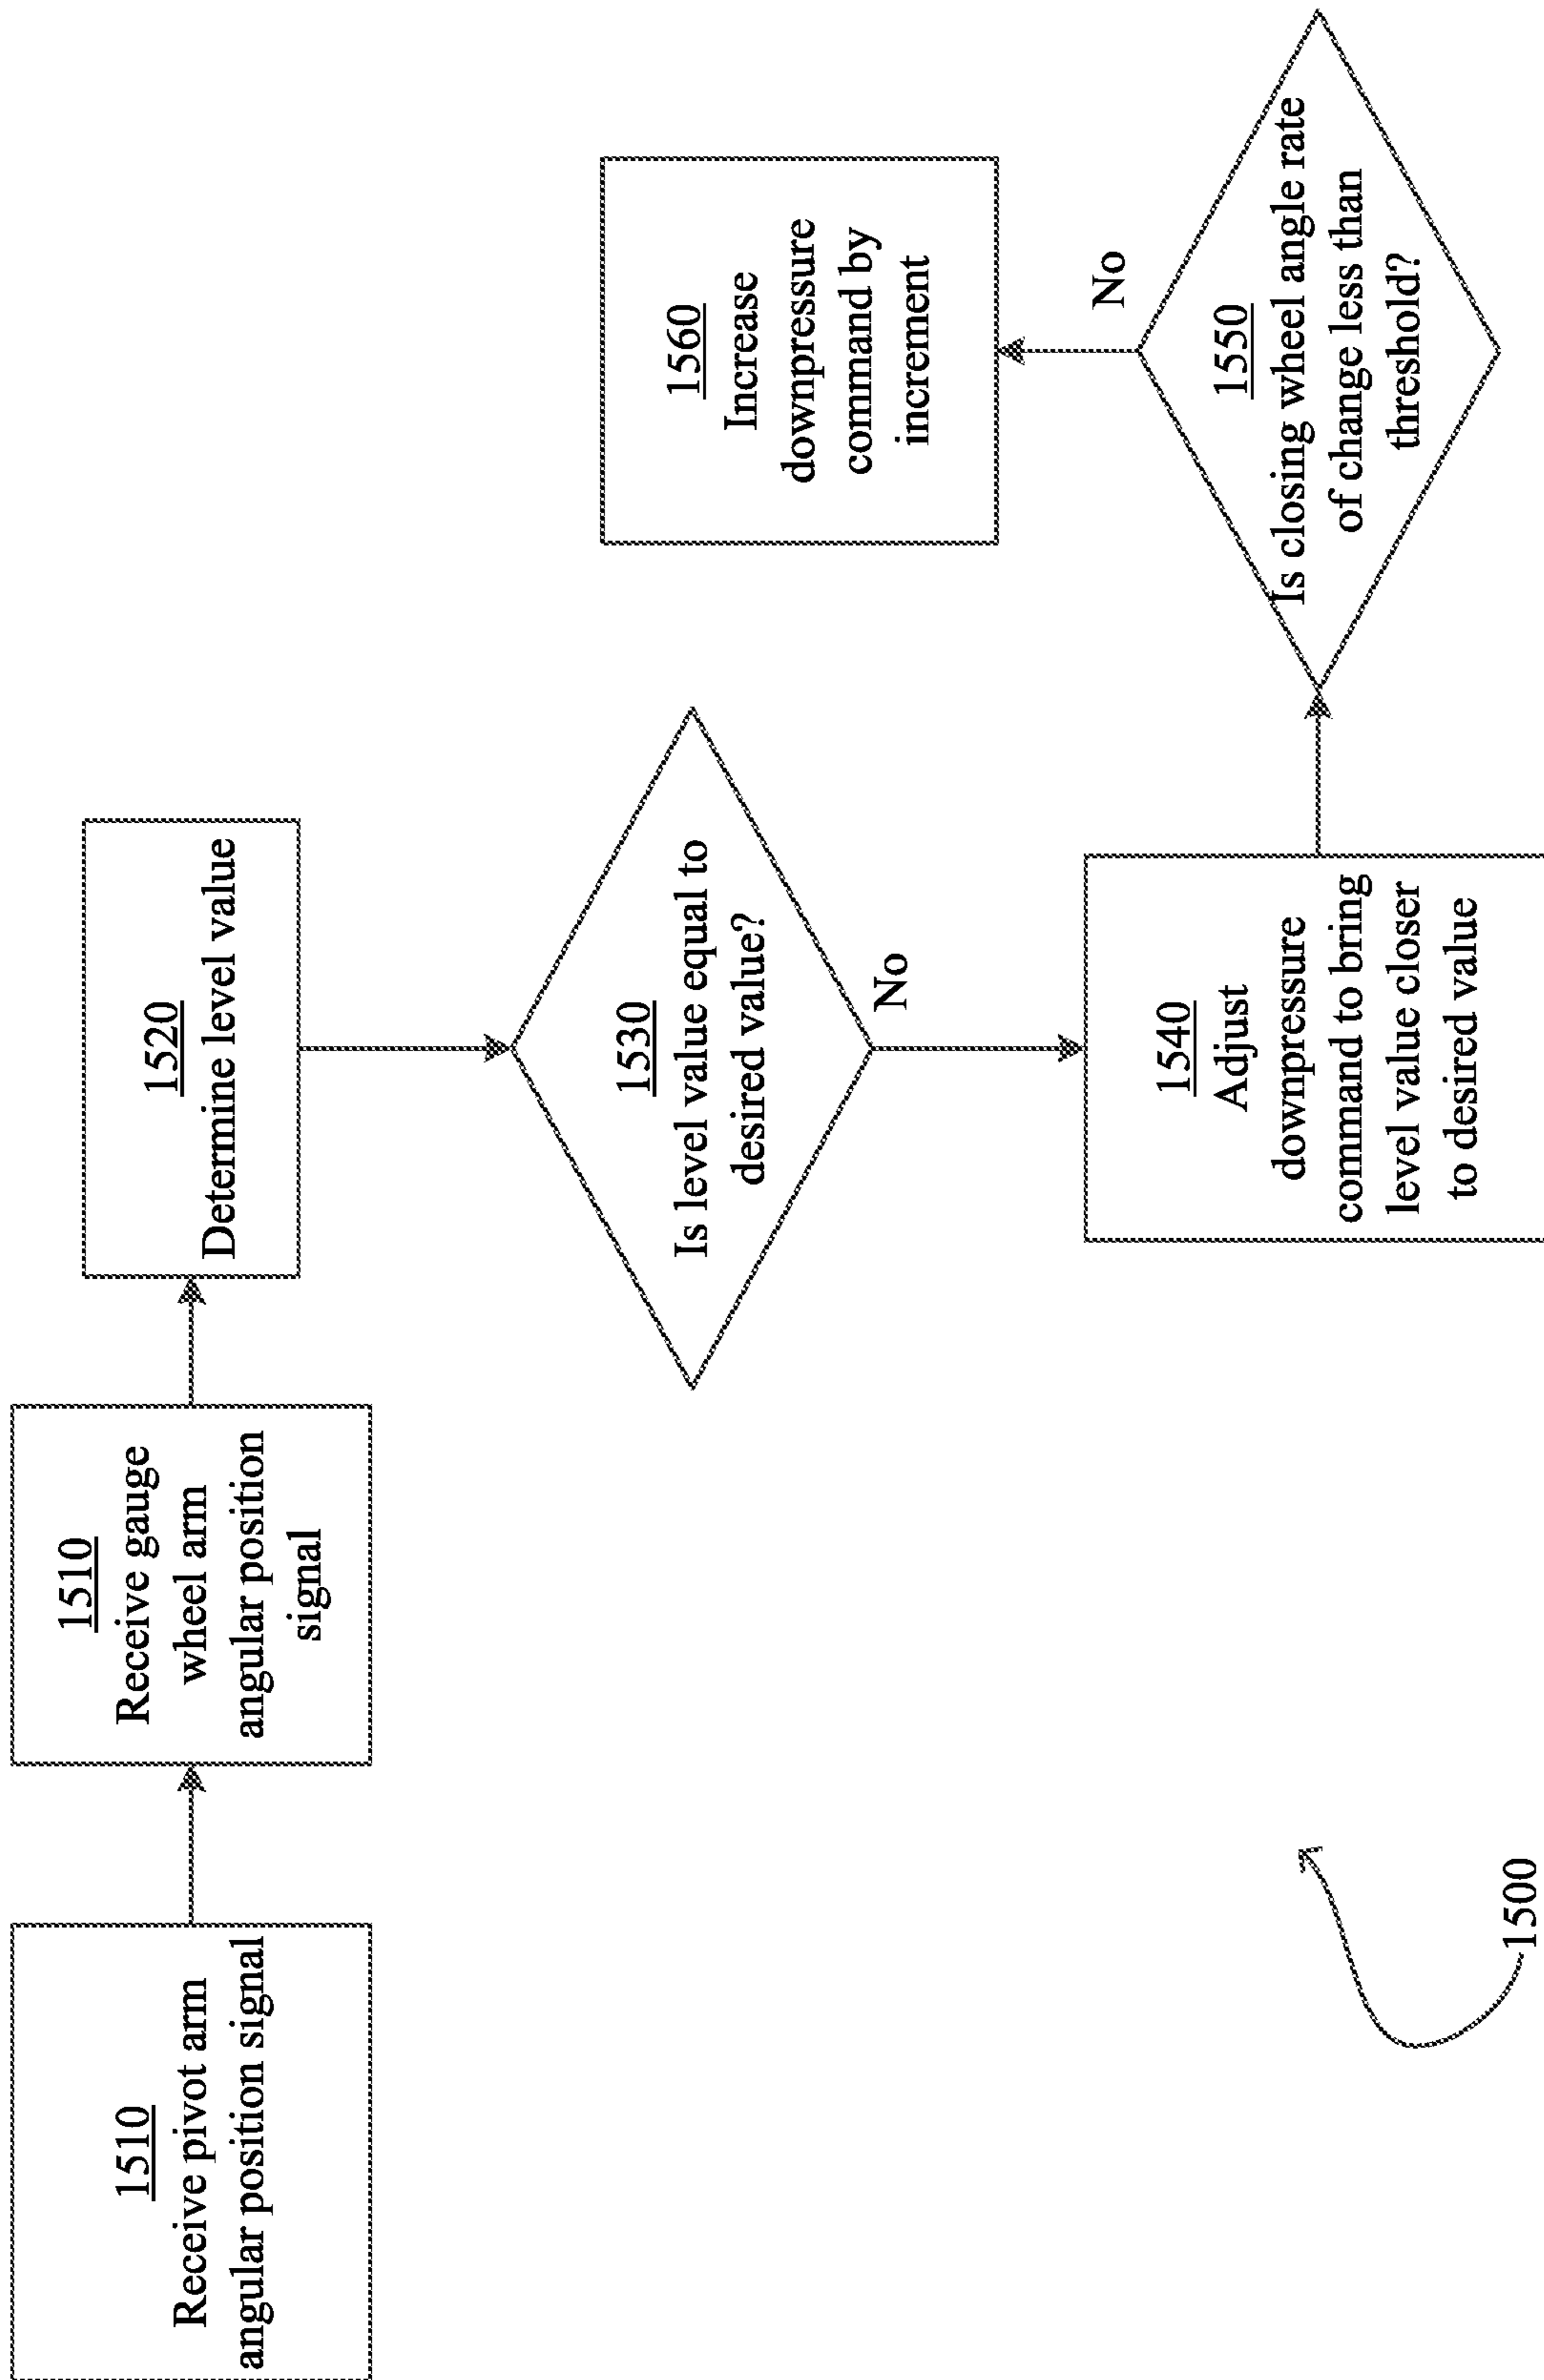 1510
Receive pivot arm
angular position signal
1510
Receive gauge
wheel arm
angular position
signal
1520
Determine level value
1530
Is level value equal to
desired value?
No
1540
Adjust
downpressure
command to bring
level value closer
to desired value
1550
Is closing wheel angle rate
of change less than
threshold?
No
1560
Increase
downpressure
command by
increment
1500